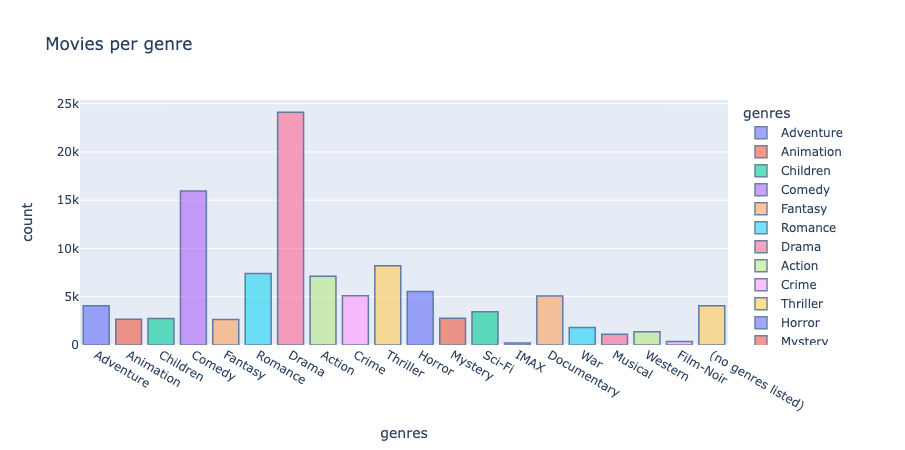 Movies per genre
25k
20k
15k
10k
5k
0
count
Adventure
Animation
Children
Comedy
Fantasy
Romance
Drama
Action
Crime
Thriller
Horror
Mystery
Sci-Fi
IMAX
Documentary
War
Musical
Western
Film-Noir
(no genres listed)
genres
genres
Adventure
Animation
Children
Comedy
Fantasy
Romance
Drama
Action
Crime
Thriller
Horror
Mystery